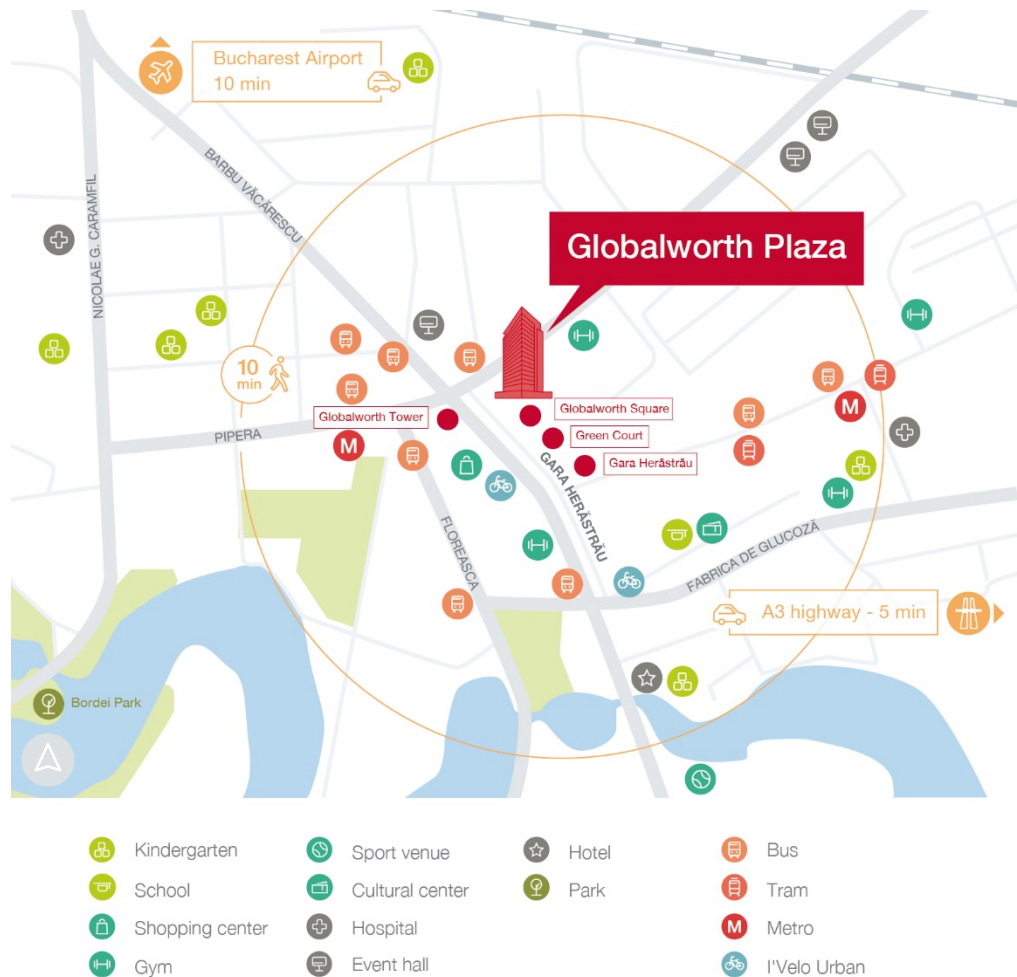 Bucharest Airport
10 min
BARBU VĂCĂRESCU
NICOLAE G. CARAMFIL
Globalworth Plaza
10
min
Globalworth Tower
Globalworth Square
PIPERA
M
Green Court
Gara Herăstrău
M
GARA HERĂSTRĂU
FLOREASCA
FABRICA DE GLUCOZĂ
A3 highway - 5 min
Bordei Park
Kindergarten
School
Shopping center
Gym
Sport venue
Cultural center
Hospital
Event hall
Hotel
Park
Bus
Tram
M Metro
I'Velo Urban